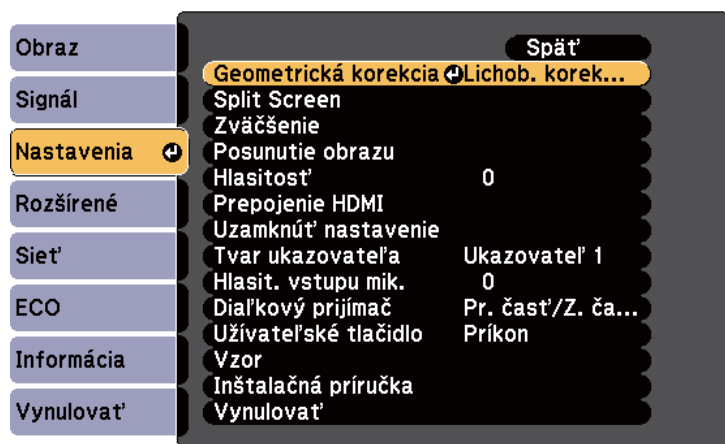 Obraz
Signál
Nastavenia
Rozšírené
Sieť
ECO
Informácia
Vynulovať
Späť
Geometrická korekcia Lichob. korek...
Split Screen
Zväčšenie
Posunutie obrazu
Hlasitosť 0
Prepojenie HDMI
Uzamknúť nastavenie
Tvar ukazovateľa Ukazovateľ 1
Hlasit. vstupu mik. 0
Diaľkový prijímač Pr. časť/Z. ča...
Užívateľské tlačidlo Príkon
Vzor
Inštalačná príručka
Vynulovať